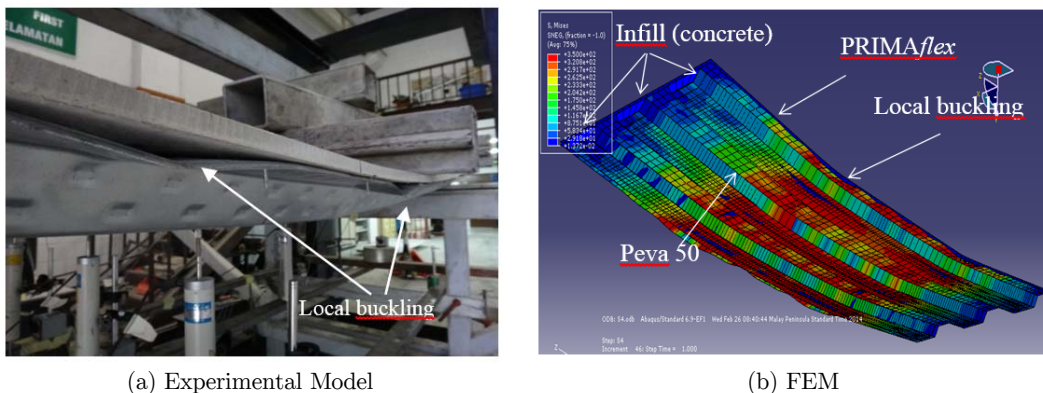 FIRST
ELAMATAN
Local buckling
(a) Experimental Model
S, Mises
SNEG, (fraction = -1.0)
(Avg: 75%)
+3.500e+02
+3.208e+02
+2.917e+02
+2.625e+02
+2.333e+02
+2.042e+02
+1.750e+02
+1.458e+02
+1.167e+02
+8.751e+01
+5.834e+01
+2.918e+01
+1.372e-02
Infill (concrete)
PRIMAflex
Local buckling
Peva 50
ODB: S4.odb Abaqus/Standard 6.9-EF1 Wed Feb 26 08:40:44 Malay Peninsula Standard Time 2014
Step: S4
Increment 46: Step Time = 1.000
Z
(b) FEM